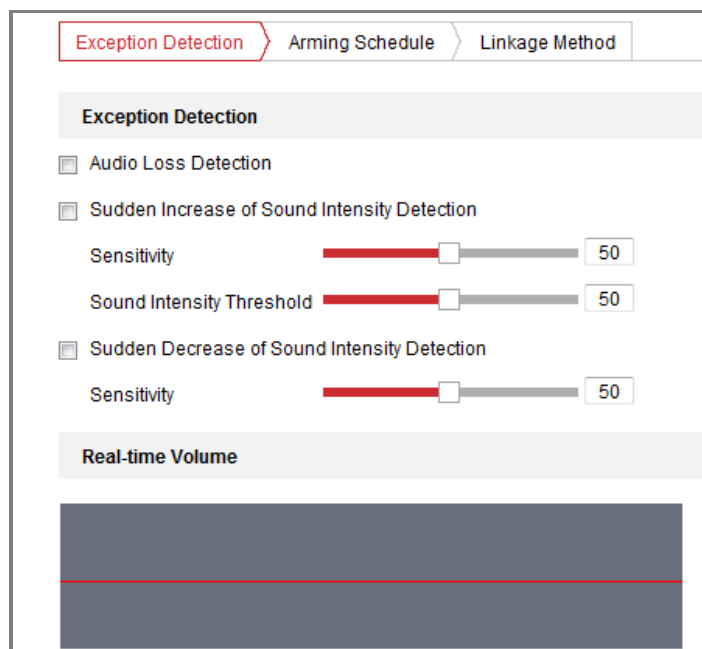 Exception Detection Arming Schedule Linkage Method
Exception Detection
Audio Loss Detection
Sudden Increase of Sound Intensity Detection
Sensitivity 50
Sound Intensity Threshold 50
Sudden Decrease of Sound Intensity Detection
Sensitivity 50
Real-time Volume